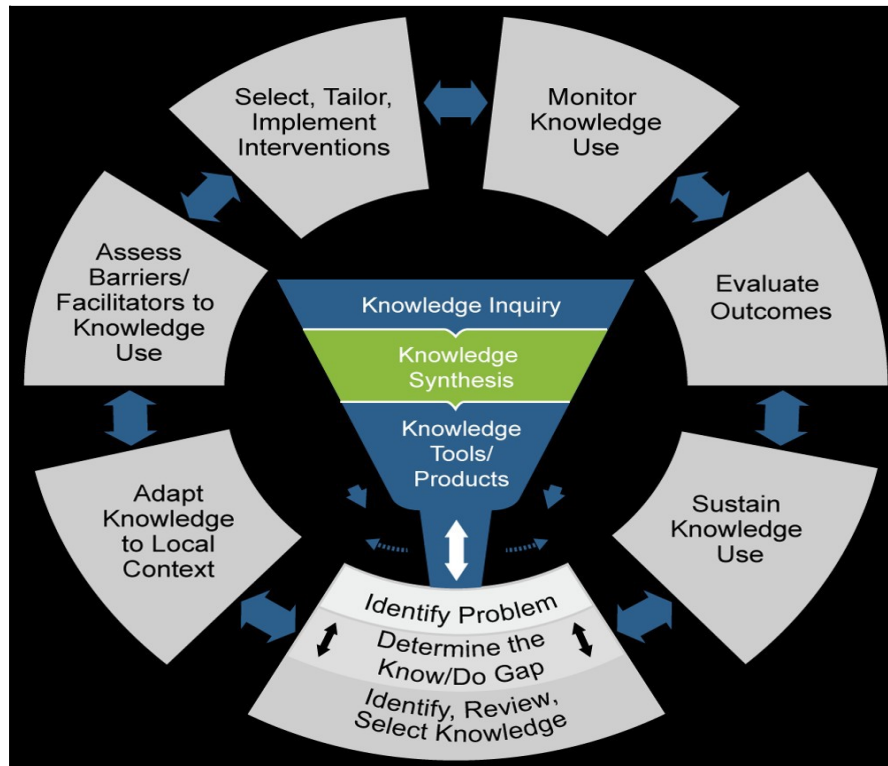 Select, Tailor,
Implement
Interventions
Monitor
Knowledge
Use
Assess
Barriers/
Facilitators to
Knowledge
Use
Evaluate
Outcomes
Knowledge Inquiry
Knowledge
Synthesis
Knowledge
Tools/
Products
Adapt
Knowledge
to Local
Context
Sustain
Knowledge
Use
Identify Problem
Determine the
Know/Do Gap
Identify, Review,
Select Knowledge